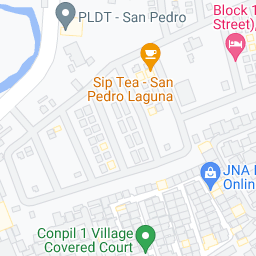 PLDT - San Pedro
Block 1
Street),
Sip Tea - San
Pedro Laguna
JNA
Onlin
Conpil 1 Village
Covered Court